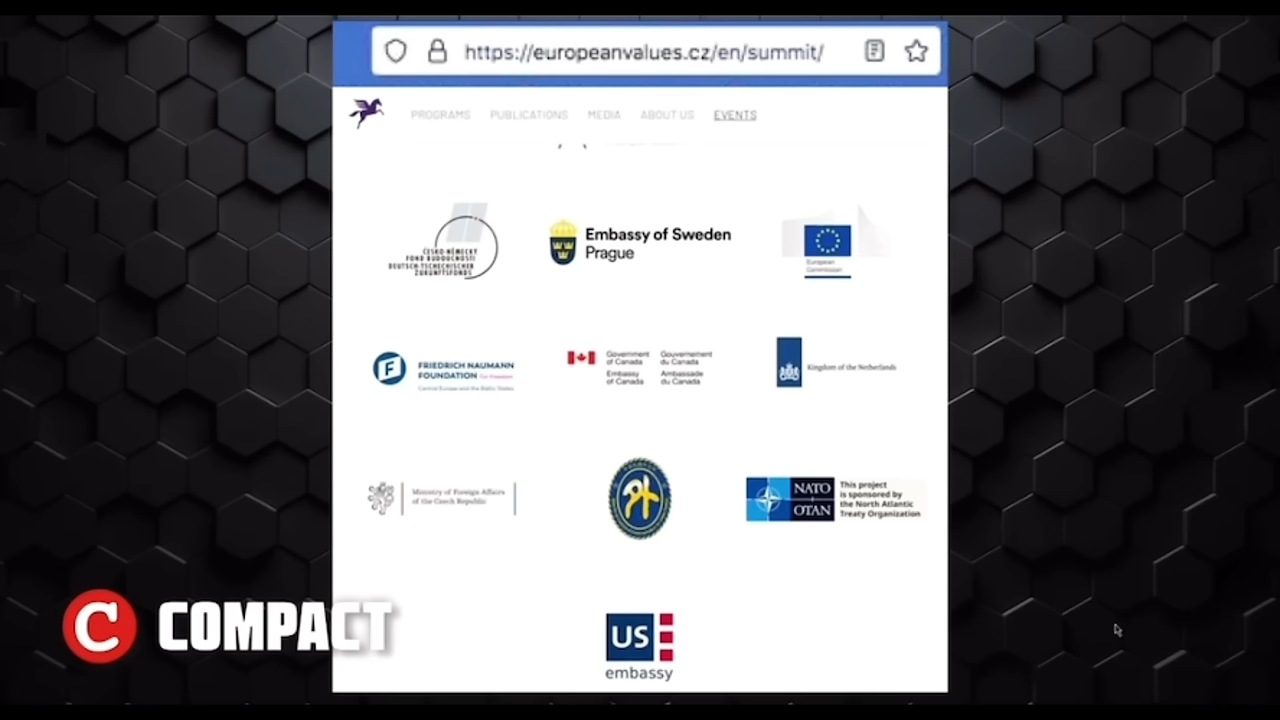 https://europeanvalues.cz/en/summit/
PROGRAMS PUBLICATIONS MEDIA ABOUT US EVENTS
ČESKO-NĚMECKÝ
FOND BUDOUCNOSTI
DEUTSCH-TSCHECHISCHER
ZUKUNFTSFONDS
Embassy of Sweden
Prague
European
Commission
FRIEDRICH NAUMANN
FOUNDATION For Freedom.
Central Europe and the Baltic States
Government
of Canada
Embassy
of Canada
Gouvernement
du Canada
Ambassade
du Canada
Kingdom of the Netherlands
Ministry of Foreign Affairs
of the Czech Republic
NATO
OTAN
This project
is sponsored by
the North Atlantic
Treaty Organization
C COMPACT
US
embassy